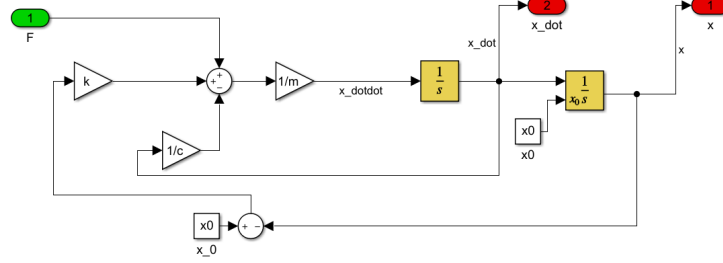 1
F
2
x_dot
1
x
x_dot
x
k
+
+
−
1/m
x_dotdot
1
s
1
x₀ s
x0
x0
1/c
x0
x_0
+ −